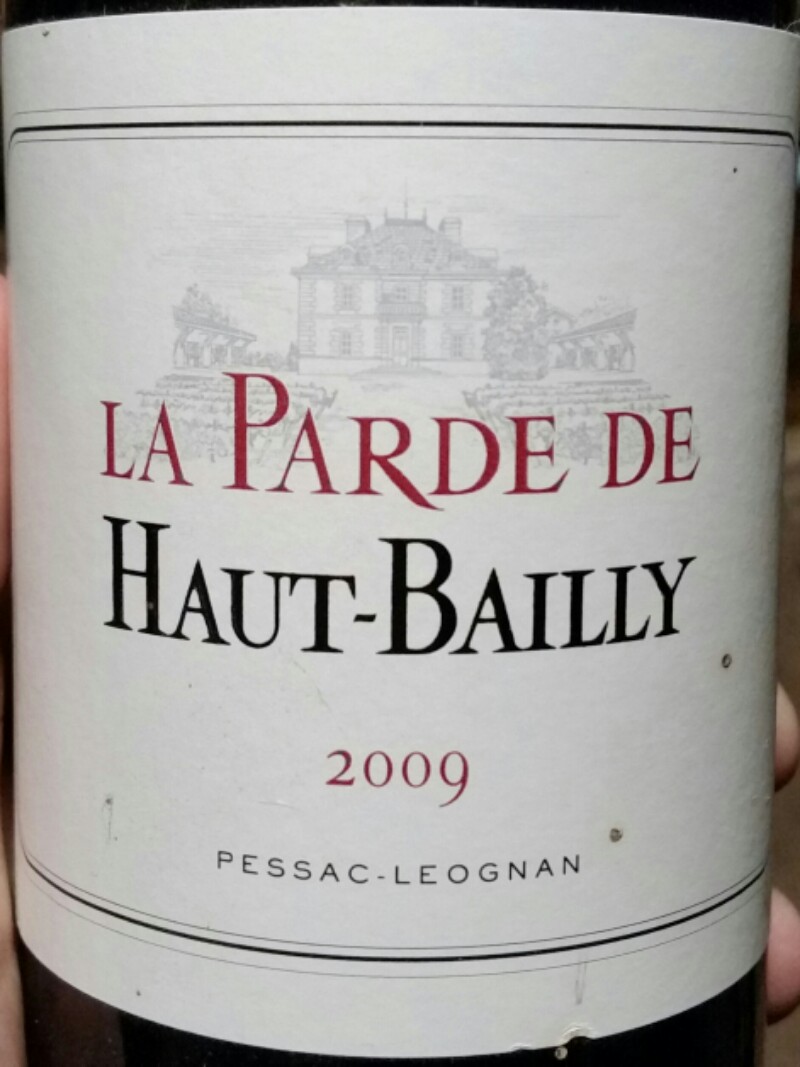 LA PARDE DE
HAUT-BAILLY
2009
PESSAC-LEOGNAN